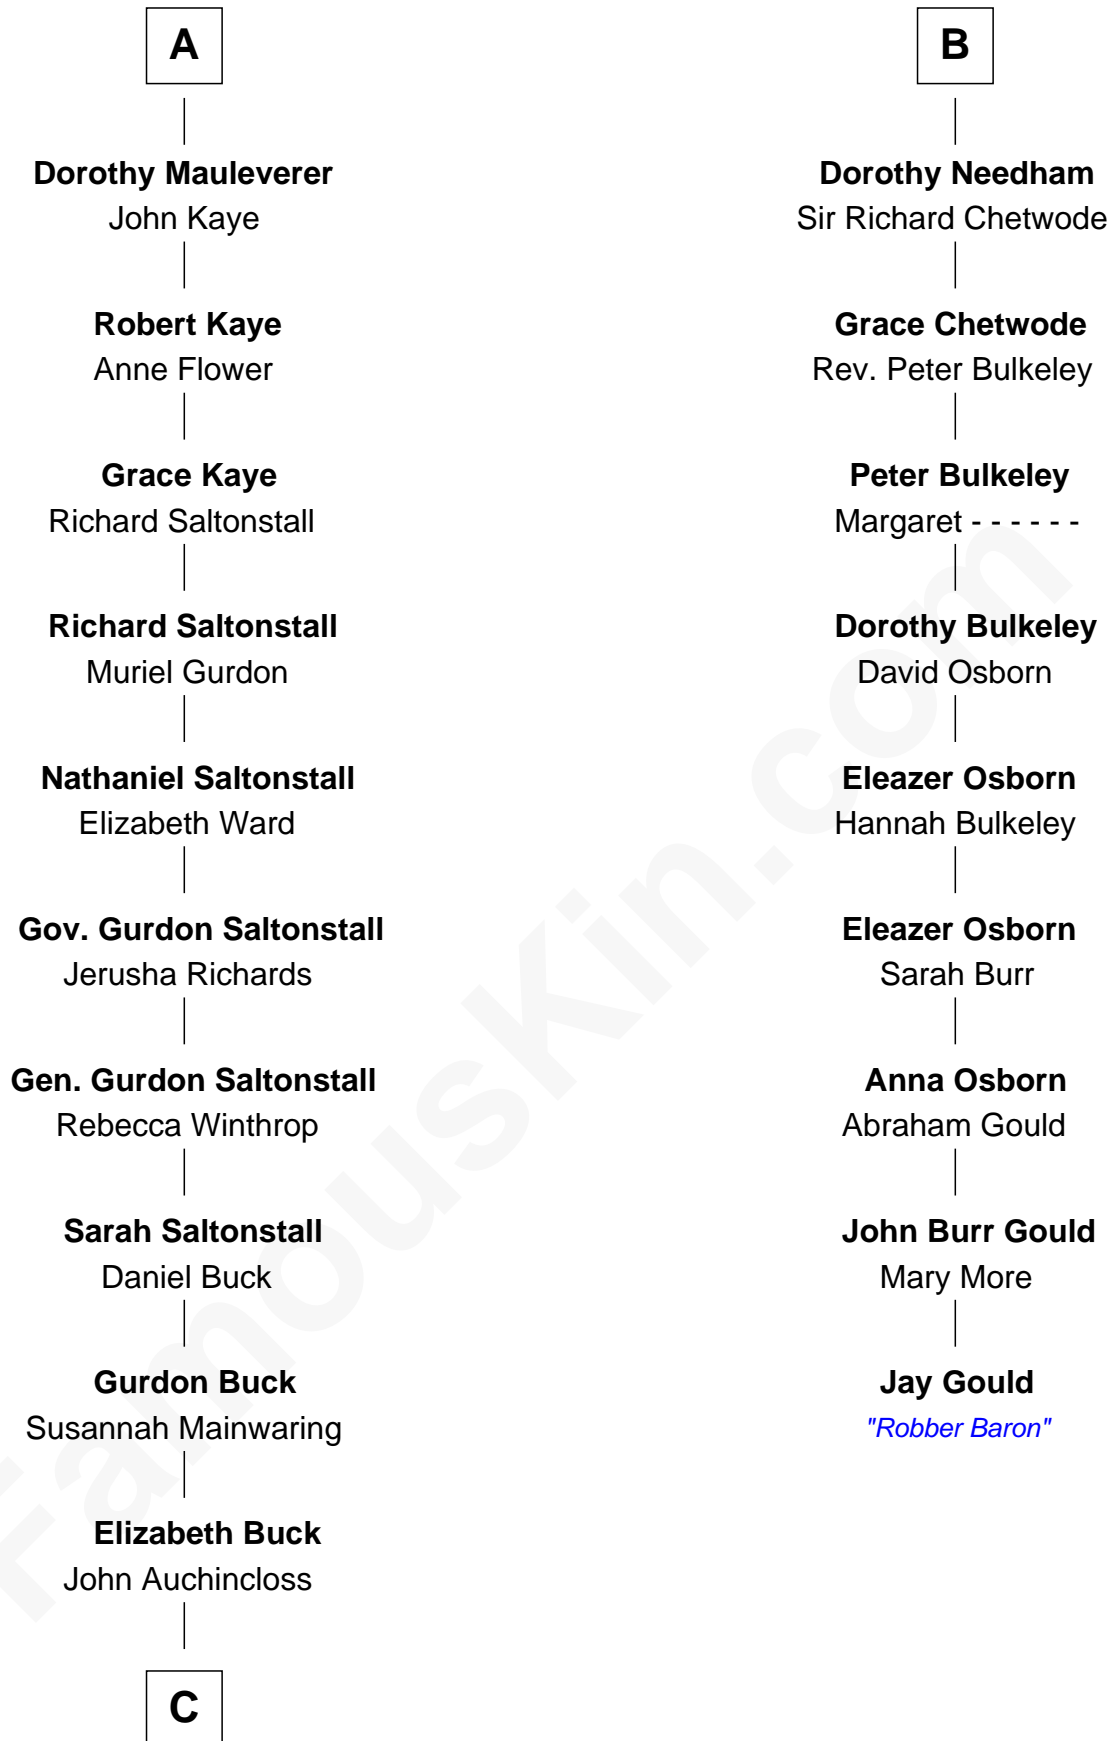 A
Dorothy Mauleverer
John Kaye
Robert Kaye
Anne Flower
Grace Kaye
Richard Saltonstall
Richard Saltonstall
Muriel Gurdon
Nathaniel Saltonstall
Elizabeth Ward
Gov. Gurdon Saltonstall
Jerusha Richards
Gen. Gurdon Saltonstall
Rebecca Winthrop
Sarah Saltonstall
Daniel Buck
Gurdon Buck
Susannah Mainwaring
Elizabeth Buck
John Auchincloss
C
B
Dorothy Needham
Sir Richard Chetwode
Grace Chetwode
Rev. Peter Bulkeley
Peter Bulkeley
Margaret - - - - - -
Dorothy Bulkeley
David Osborn
Eleazer Osborn
Hannah Bulkeley
Eleazer Osborn
Sarah Burr
Anna Osborn
Abraham Gould
John Burr Gould
Mary More
Jay Gould
"Robber Baron"
FamousKin.com